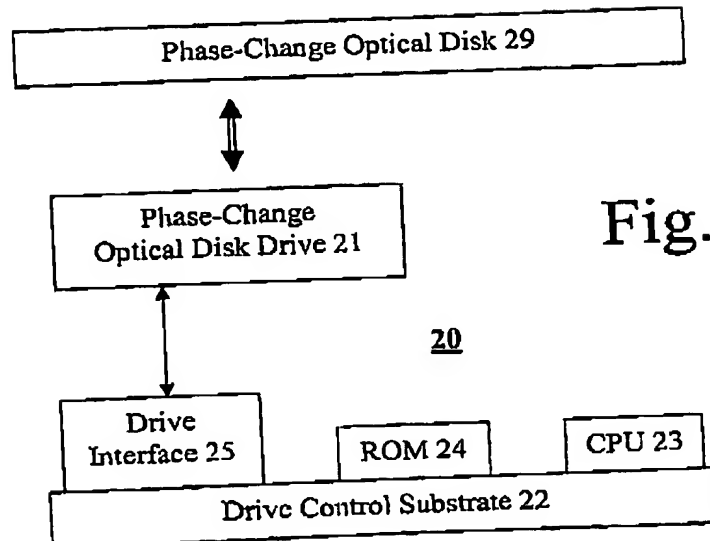 Phase-Change Optical Disk 29
Phase-Change
Optical Disk Drive 21
Fig.
20
Drive
Interface 25
ROM 24
CPU 23
Drive Control Substrate 22